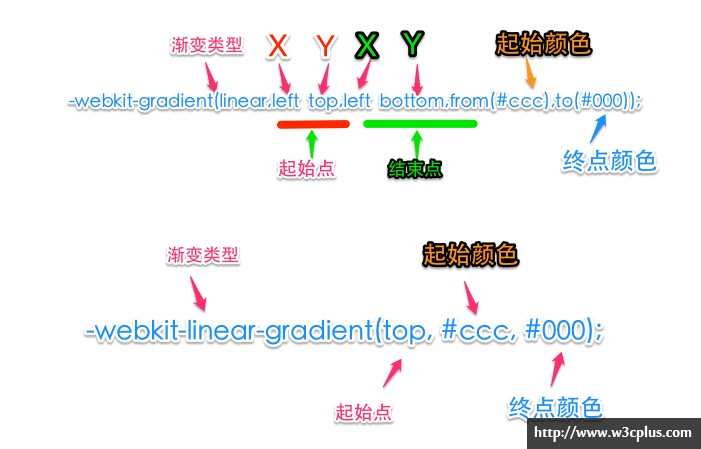 渐变类型 X Y X Y 起始颜色
-webkit-gradient(linear,left top,left bottom,from(#ccc),to(#000));
起始点 结束点 终点颜色
渐变类型 起始颜色
-webkit-linear-gradient(top, #ccc, #000);
起始点 终点颜色
http://www.w3cplus.com